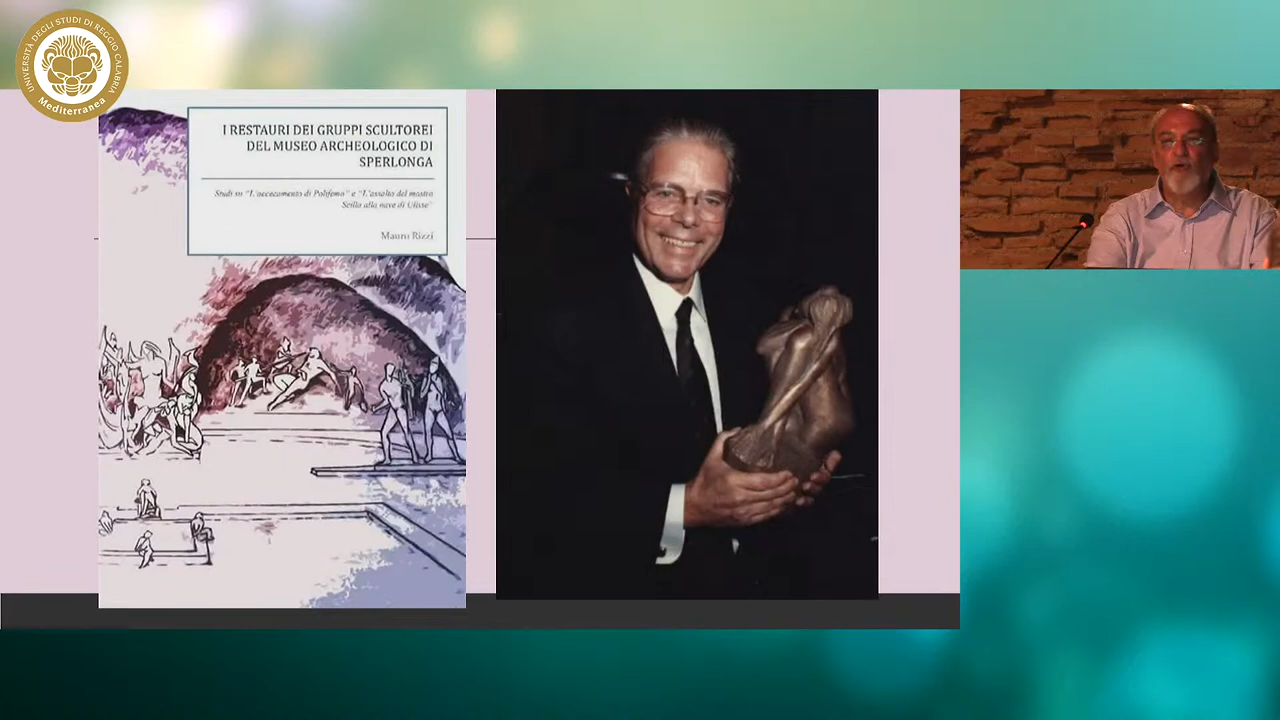 UNIVERSITÀ DEGLI STUDI DI REGGIO CALABRIA
Mediterranea
I RESTAURI DEI GRUPPI SCULTOREI
DEL MUSEO ARCHEOLOGICO DI
SPERLONGA
Studi su "L'accecamento di Polifemo" e "L'assalto del mostro
Scilla alla nave di Ulisse"
Mauro Rizzi